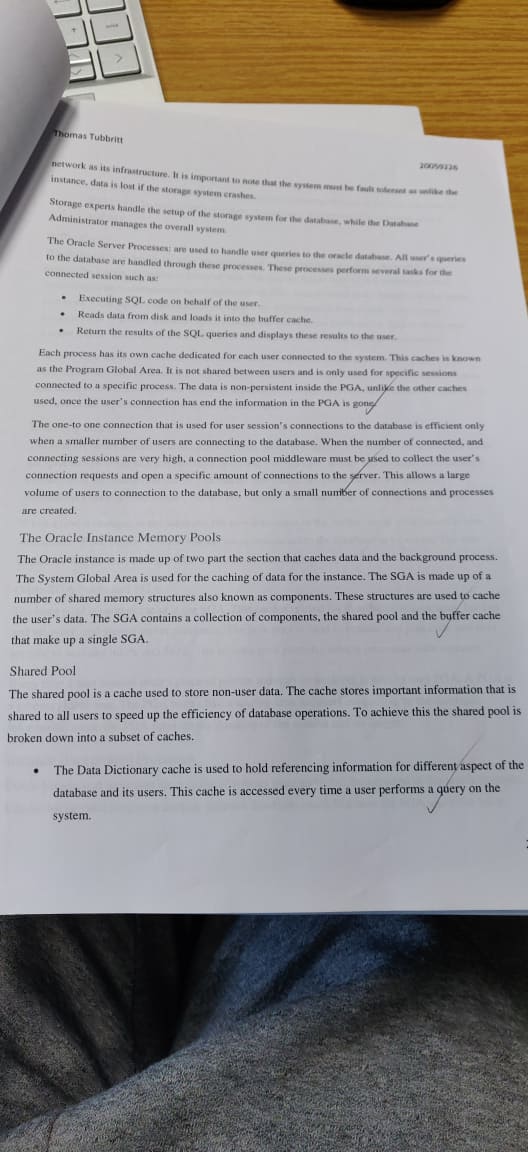 Thomas Tubbritt
20059226
network as its infrastructure. It is important to note that the system must be fault tolerant as unlike the
instance, data is lost if the storage system crashes.
Storage experts handle the setup of the storage system for the database, while the Database
Administrator manages the overall system.
The Oracle Server Processes: are used to handle user queries to the oracle database. All user's queries
to the database are handled through these processes. These processes perform several tasks for the
connected session such as:
• Executing SQL code on behalf of the user.
• Reads data from disk and loads it into the buffer cache.
• Return the results of the SQL queries and displays these results to the user.
Each process has its own cache dedicated for each user connected to the system. This caches is known
as the Program Global Area. It is not shared between users and is only used for specific sessions
connected to a specific process. The data is non-persistent inside the PGA, unlike the other caches
used, once the user's connection has end the information in the PGA is gone.
The one-to one connection that is used for user session's connections to the database is efficient only
when a smaller number of users are connecting to the database. When the number of connected, and
connecting sessions are very high, a connection pool middleware must be used to collect the user's
connection requests and open a specific amount of connections to the server. This allows a large
volume of users to connection to the database, but only a small number of connections and processes
are created.
The Oracle Instance Memory Pools
The Oracle instance is made up of two part the section that caches data and the background process.
The System Global Area is used for the caching of data for the instance. The SGA is made up of a
number of shared memory structures also known as components. These structures are used to cache
the user's data. The SGA contains a collection of components, the shared pool and the buffer cache
that make up a single SGA.
Shared Pool
The shared pool is a cache used to store non-user data. The cache stores important information that is
shared to all users to speed up the efficiency of database operations. To achieve this the shared pool is
broken down into a subset of caches.
• The Data Dictionary cache is used to hold referencing information for different aspect of the
database and its users. This cache is accessed every time a user performs a query on the
system.